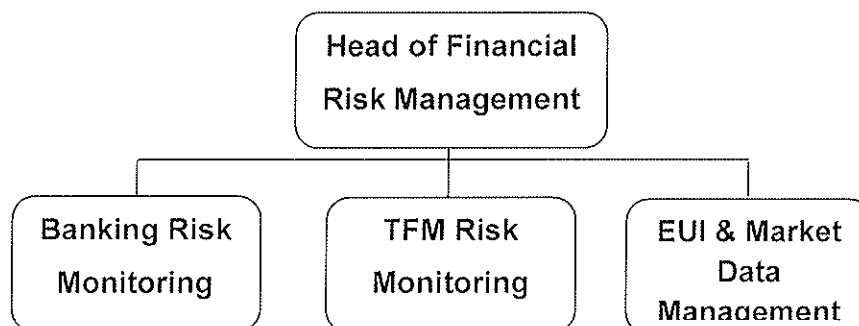 Head of Financial
Risk Management
Banking Risk
Monitoring
TFM Risk
Monitoring
EUI & Market
Data
Management